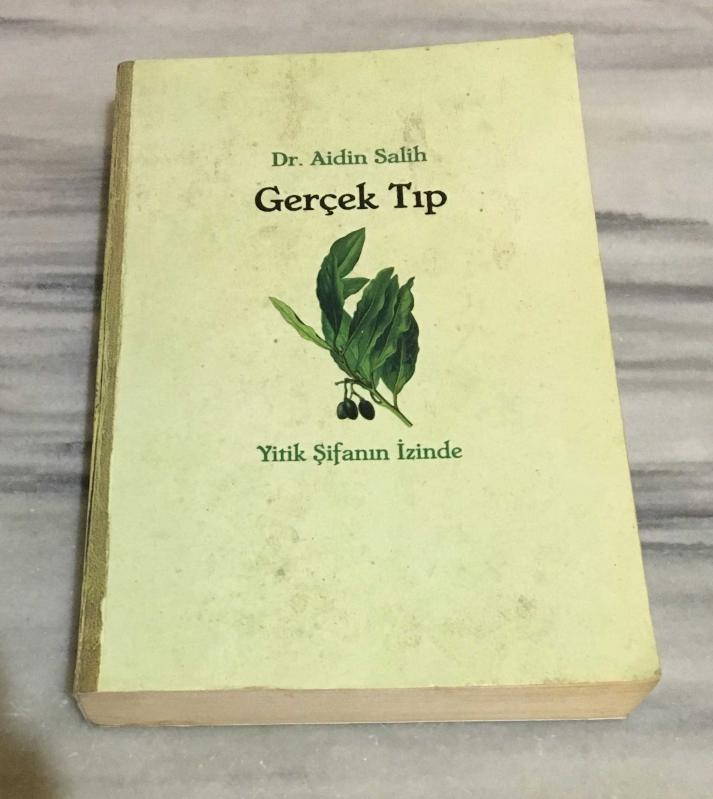 Dr. Aidin Salih
Gerçek Tıp
Yitik Şifanın İzinde